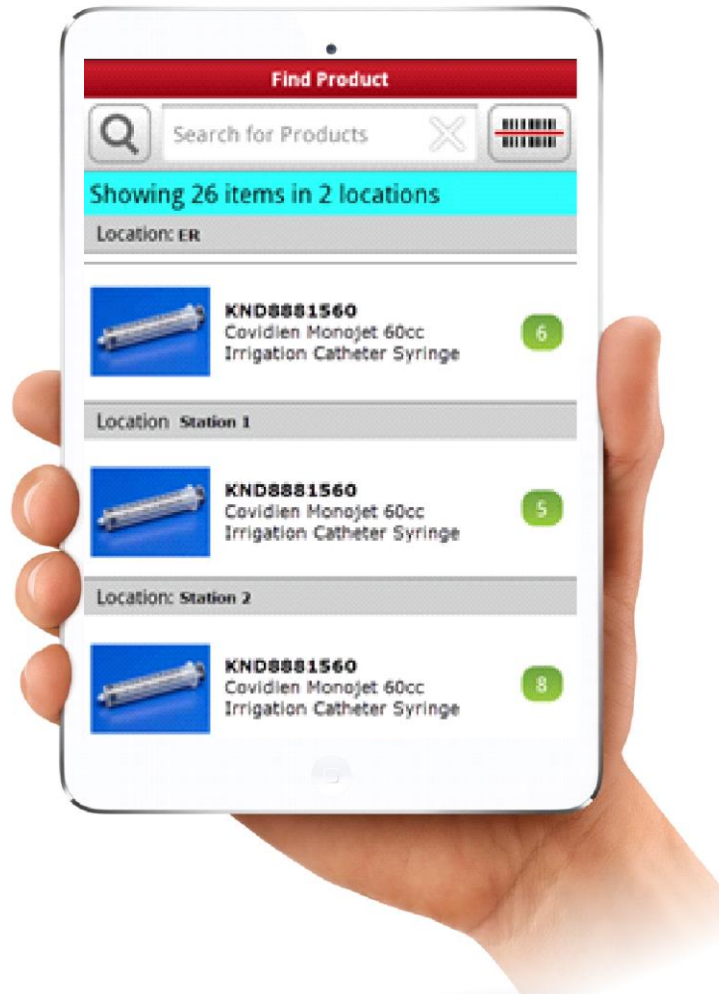 Find Product
Search for Products
Showing 26 items in 2 locations
Location: ER
KND8881560
Covidien Monojet 60cc
Irrigation Catheter Syringe
6
Location Station 1
KND8881560
Covidien Monojet 60cc
Irrigation Catheter Syringe
5
Location: Station 2
KND8881560
Covidien Monojet 60cc
Irrigation Catheter Syringe
8